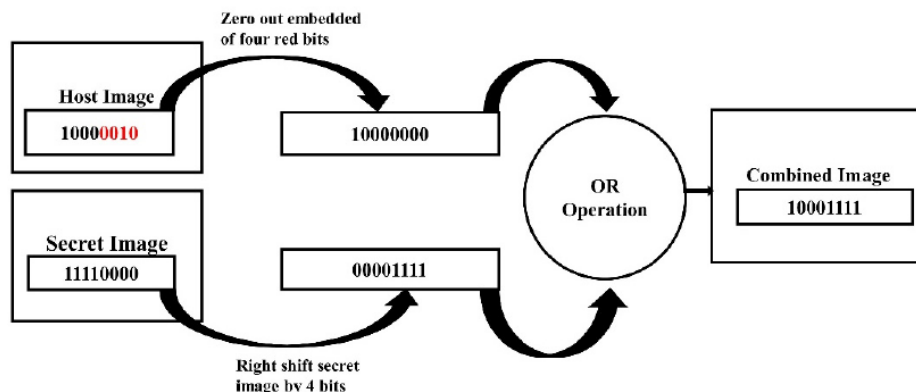 Zero out embedded
of four red bits
Host Image
10000010
10000000
OR
Operation
Combined Image
10001111
Secret Image
11110000
00001111
Right shift secret
image by 4 bits